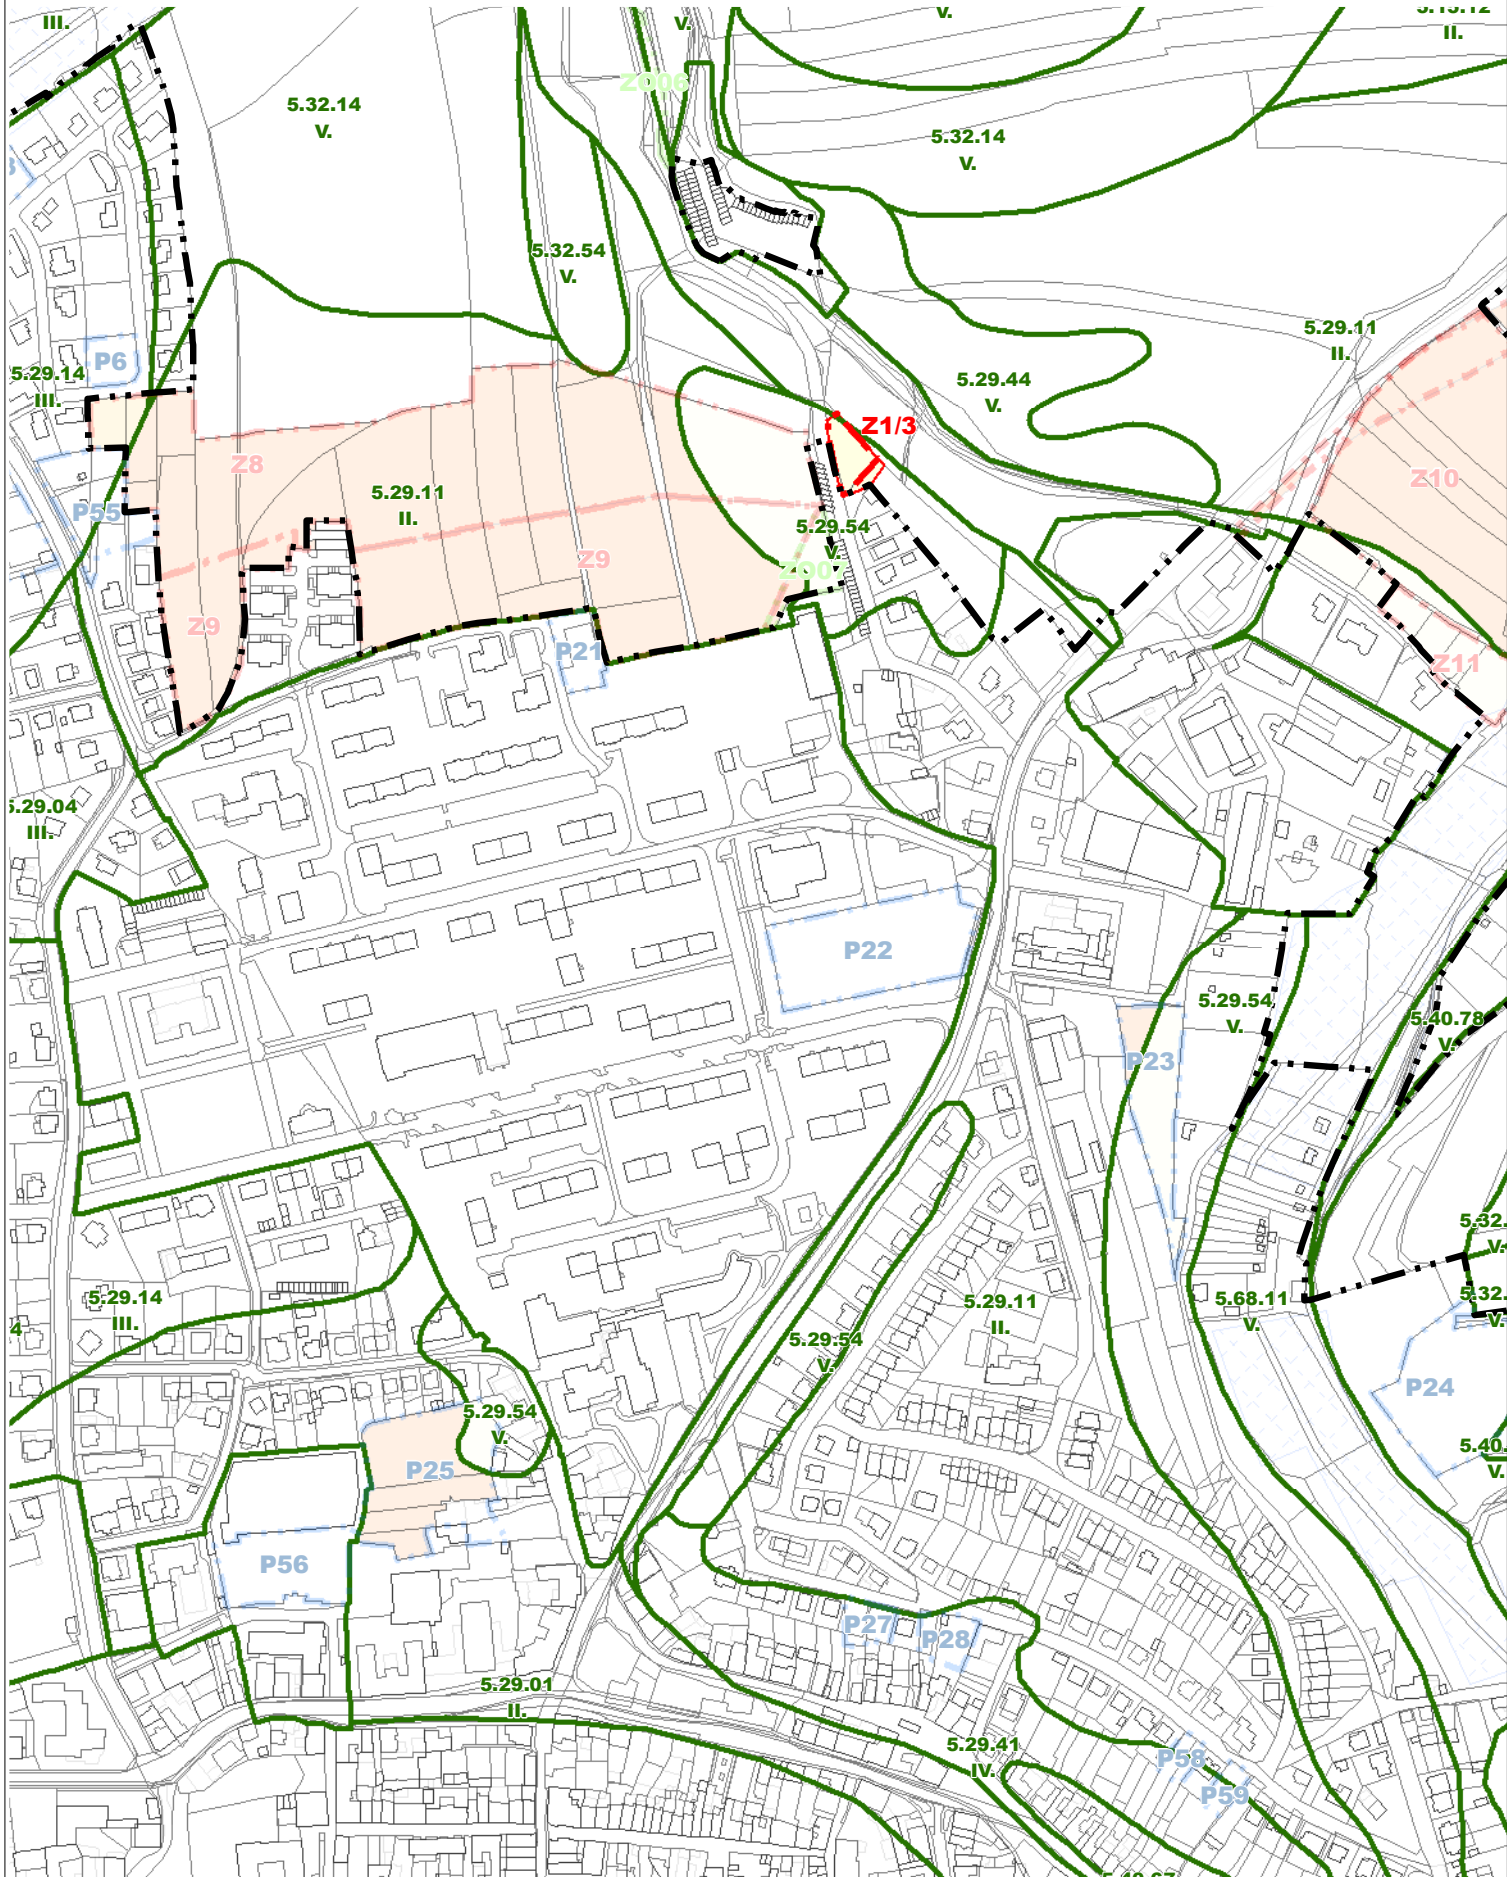 III.
V.
V.
II.
ZO06
5.32.14
V.
5.32.14
V.
5.32.54
V.
5.29.11
II.
P6
5.29.14
III.
5.29.44
V.
Z1/3
Z8
Z10
5.29.11
II.
P55
5.29.54
V.
Z9
ZO07
Z9
P21
Z11
5.29.04
III.
P22
5.29.54
V.
5.40.78
V.
P23
5.32.
V.
5.29.14
III.
5.29.11
II.
5.68.11
V.
5.32.
V.
4
5.29.54
V.
P24
5.29.54
V.
5.40.
V.
P25
P56
P27
P28
5.29.01
II.
5.29.41
IV.
P58
P59